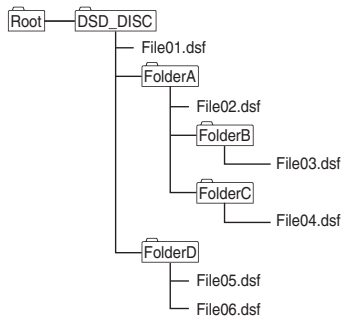 Root DSD_DISC
File01.dsf
FolderA
File02.dsf
FolderB
File03.dsf
FolderC
File04.dsf
FolderD
File05.dsf
File06.dsf